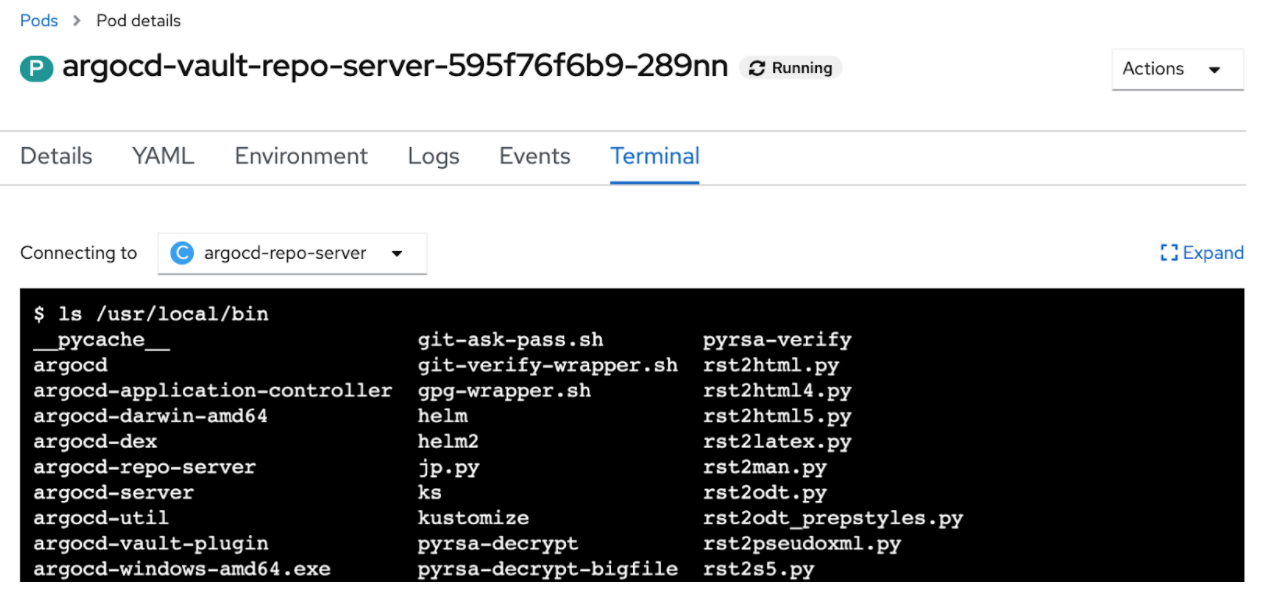 Pods > Pod details
P argocd-vault-repo-server-595f76f6b9-289nn Running
Actions
Details YAML Environment Logs Events Terminal
Connecting to C argocd-repo-server Expand
$ ls /usr/local/bin
__pycache__ git-ask-pass.sh pyrsa-verify
argocd git-verify-wrapper.sh rst2html.py
argocd-application-controller gpg-wrapper.sh rst2html4.py
argocd-darwin-amd64 helm rst2html5.py
argocd-dex helm2 rst2latex.py
argocd-repo-server jp.py rst2man.py
argocd-server ks rst2odt.py
argocd-util kustomize rst2odt_prepstyles.py
argocd-vault-plugin pyrsa-decrypt rst2pseudoxml.py
argocd-windows-amd64.exe pyrsa-decrypt-bigfile rst2s5.py